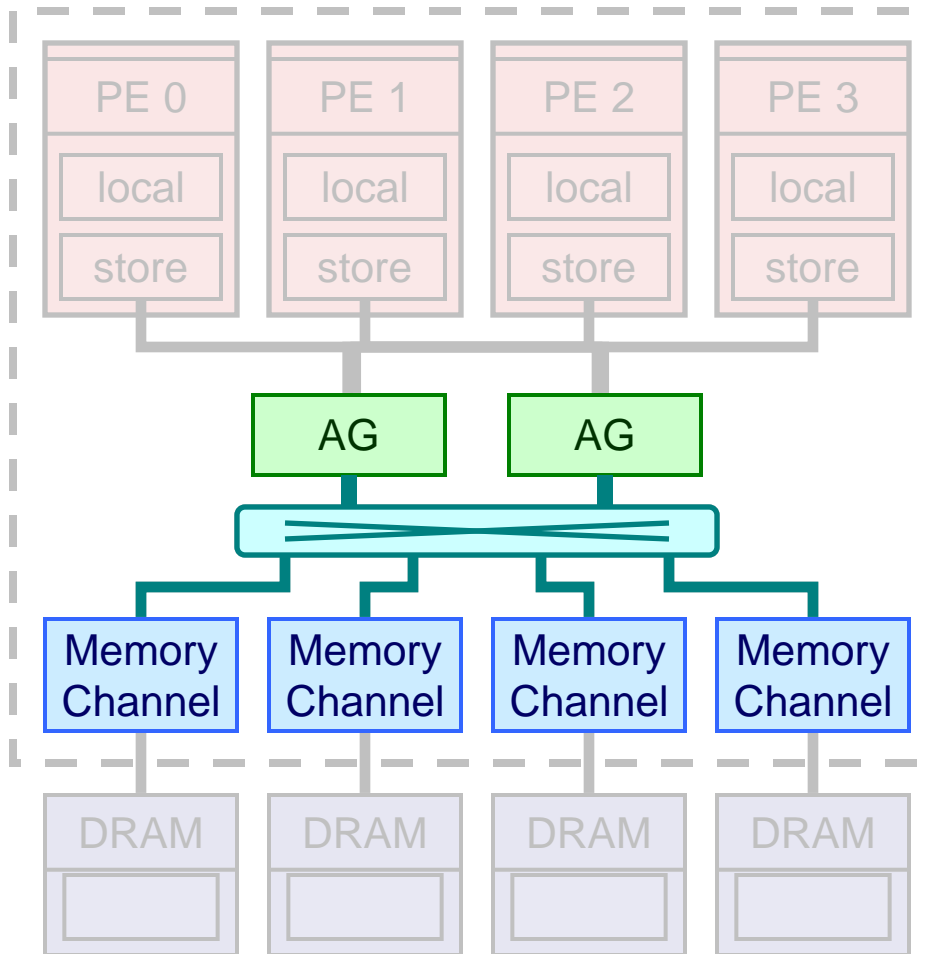 PE 0 PE 1 PE 2 PE 3
local local local local
store store store store
AG AG
Memory Memory Memory Memory
Channel Channel Channel Channel
DRAM DRAM DRAM DRAM